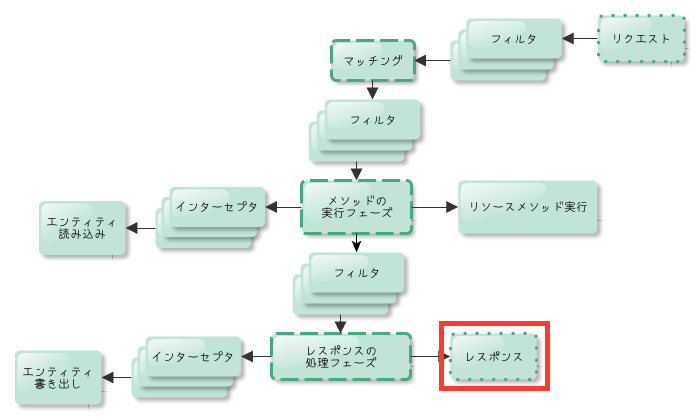 リクエスト
フィルタ
マッチング
フィルタ
メソッドの
実行フェーズ
リソースメソッド実行
インターセプタ
エンティティ
読み込み
フィルタ
レスポンスの
処理フェーズ
レスポンス
インターセプタ
エンティティ
書き出し